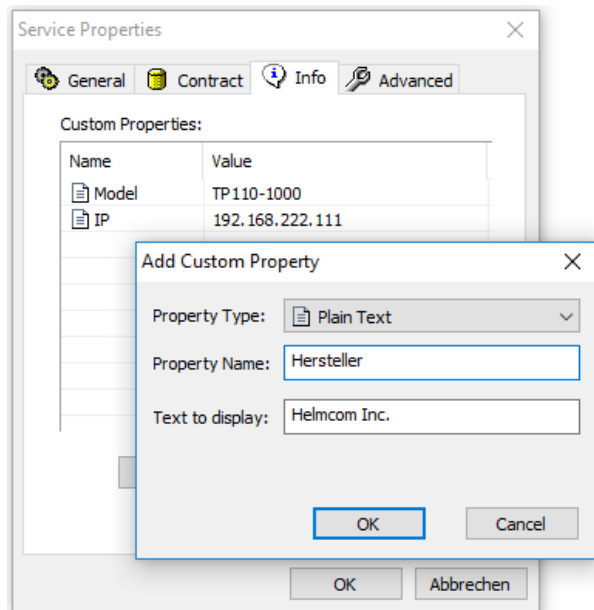 Service Properties
General Contract Info Advanced
Custom Properties:
Name Value
Model TP110-1000
IP 192.168.222.111
Add Custom Property
Property Type: Plain Text
Property Name: Hersteller
Text to display: Helmcom Inc.
OK Cancel
OK Abbrechen